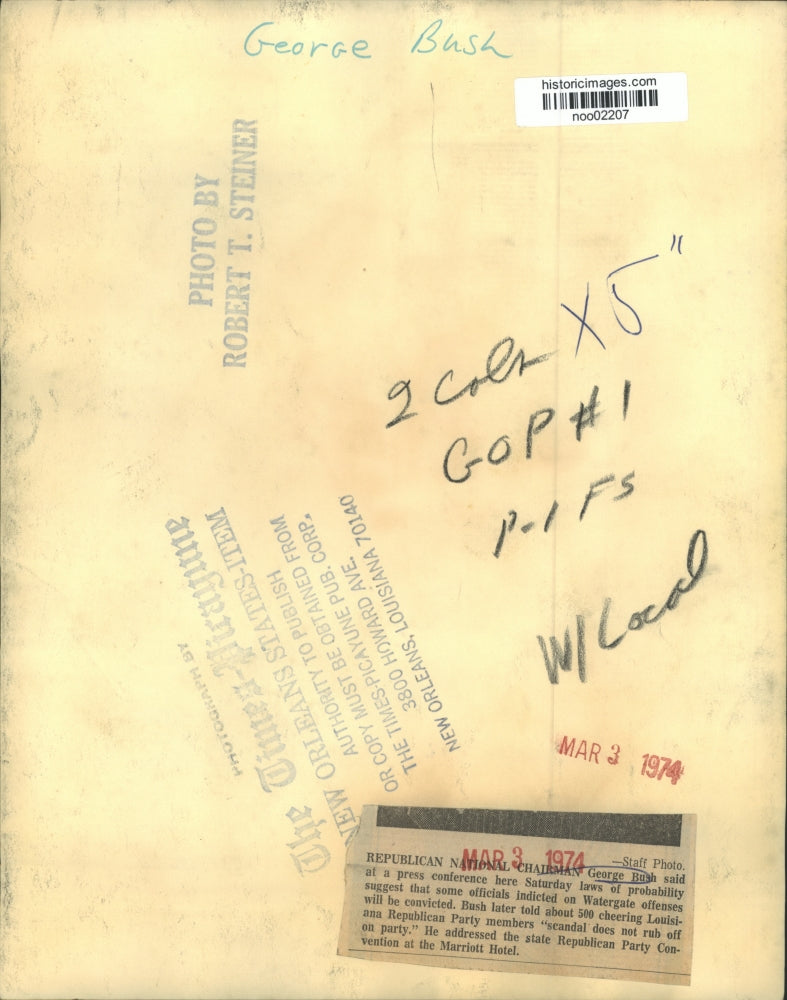 George Bush
historicimages.com
noo02207
PHOTO BY
ROBERT T. STEINER
2 Cols X 5"
GOP #1
P-1 FS
W/Local
PHOTOGRAPH BY
The Times-Picayune
NEW ORLEANS STATES-ITEM
AUTHORITY TO PUBLISH
OR COPY MUST BE OBTAINED FROM
THE TIMES-PICAYUNE PUB. CORP.
3800 HOWARD AVE.
NEW ORLEANS, LOUISIANA 70140
MAR 3 1974
MAR 3 1974
—Staff Photo.
REPUBLICAN NATIONAL CHAIRMAN George Bush said
at a press conference here Saturday laws of probability
suggest that some officials indicted on Watergate offenses
will be convicted. Bush later told about 500 cheering Louisi-
ana Republican Party members “scandal does not rub off
on party.” He addressed the state Republican Party Con-
vention at the Marriott Hotel.